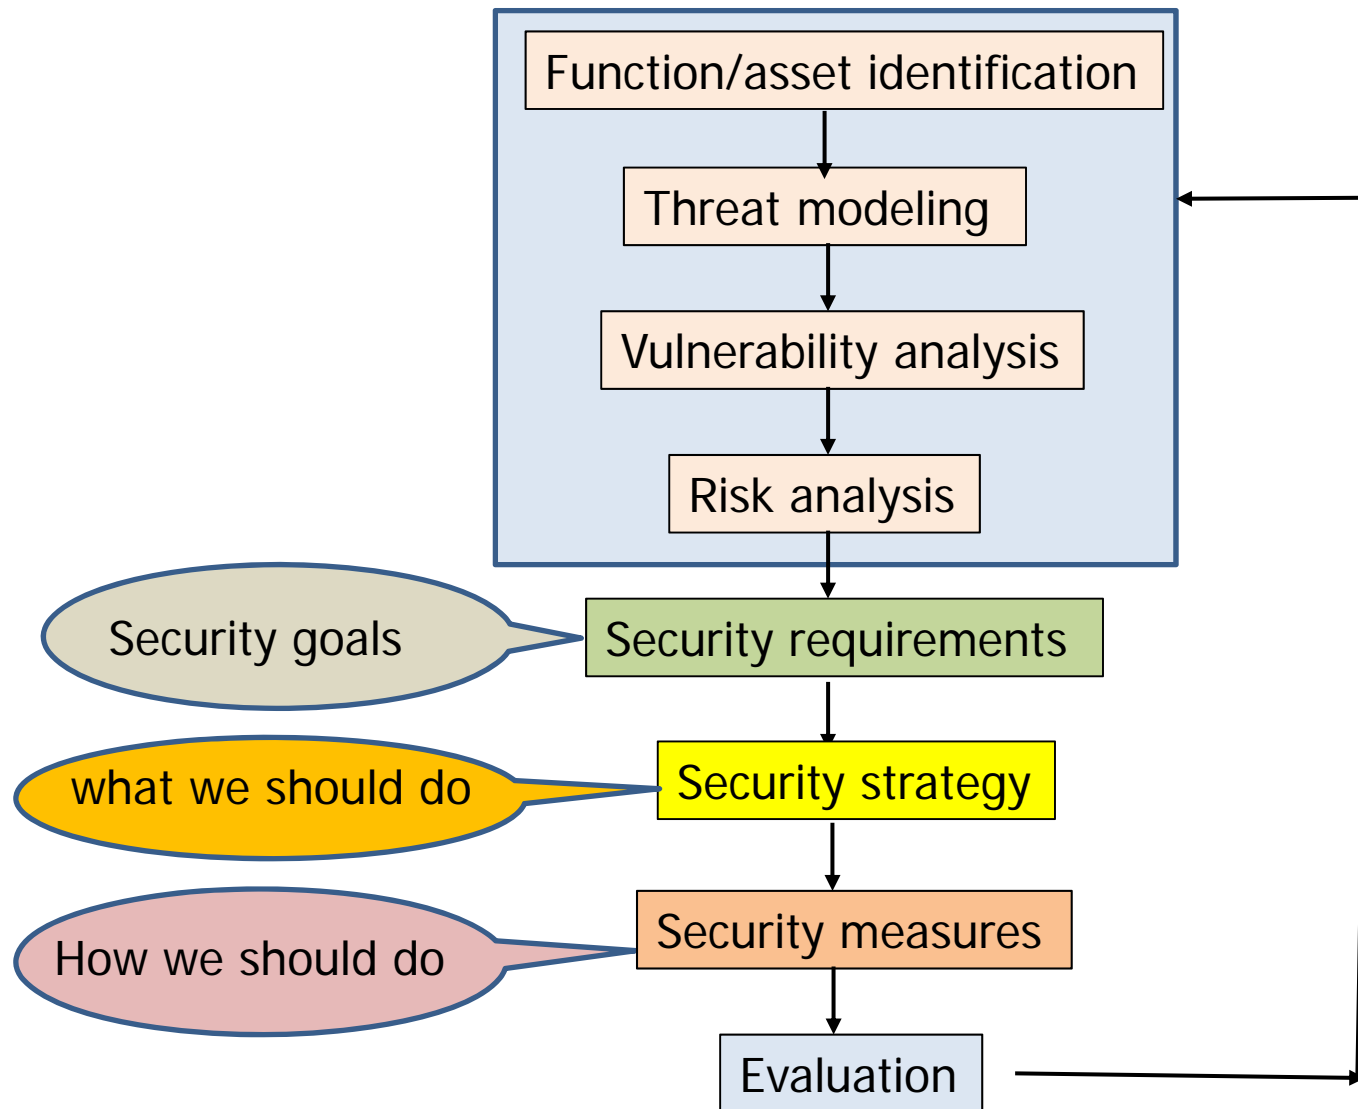 Function/asset identification
Threat modeling
Vulnerability analysis
Risk analysis
Security goals
Security requirements
what we should do
Security strategy
How we should do
Security measures
Evaluation